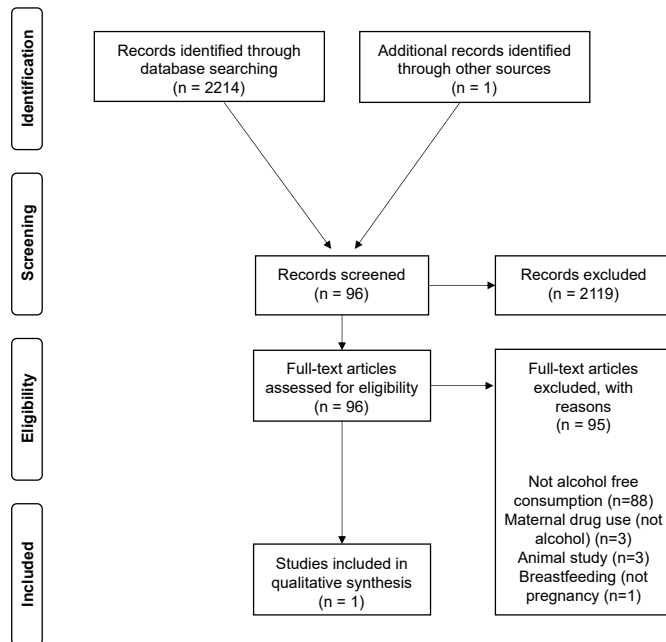 Identification
Records identified through
database searching
(n = 2214)
Additional records identified
through other sources
(n = 1)
Screening
Records screened
(n = 96)
Records excluded
(n = 2119)
Eligibility
Full-text articles
assessed for eligibility
(n = 96)
Full-text articles
excluded, with
reasons
(n = 95)
Not alcohol free
consumption (n=88)
Maternal drug use (not
alcohol) (n=3)
Animal study (n=3)
Breastfeeding (not
pregnancy (n=1)
Included
Studies included in
qualitative synthesis
(n = 1)